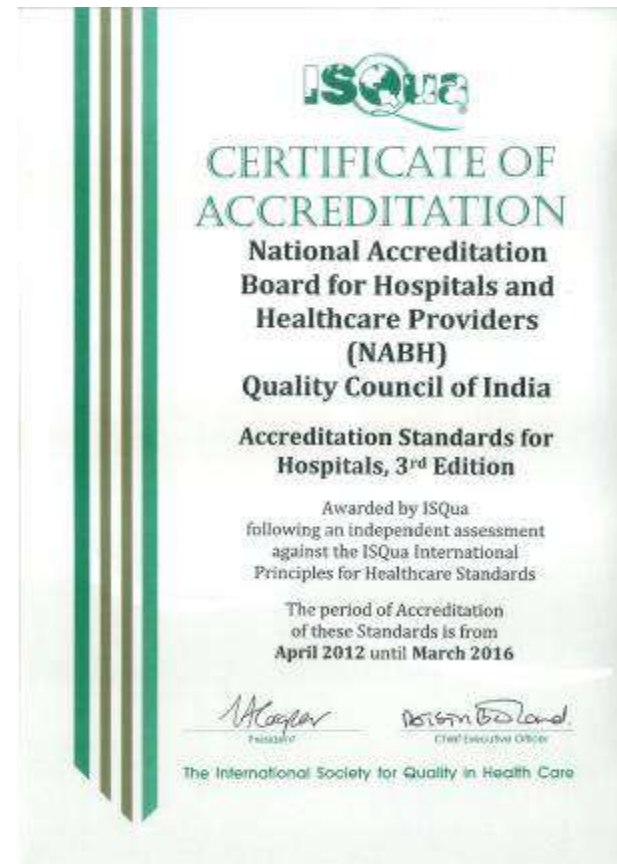 ISQua
CERTIFICATE OF
ACCREDITATION
National Accreditation
Board for Hospitals and
Healthcare Providers
(NABH)
Quality Council of India
Accreditation Standards for
Hospitals, 3rd Edition
Awarded by ISQua
following an independent assessment
against the ISQua International
Principles for Healthcare Standards
The period of Accreditation
of these Standards is from
April 2012 until March 2016
President
Chief Executive Officer
The International Society for Quality in Health Care